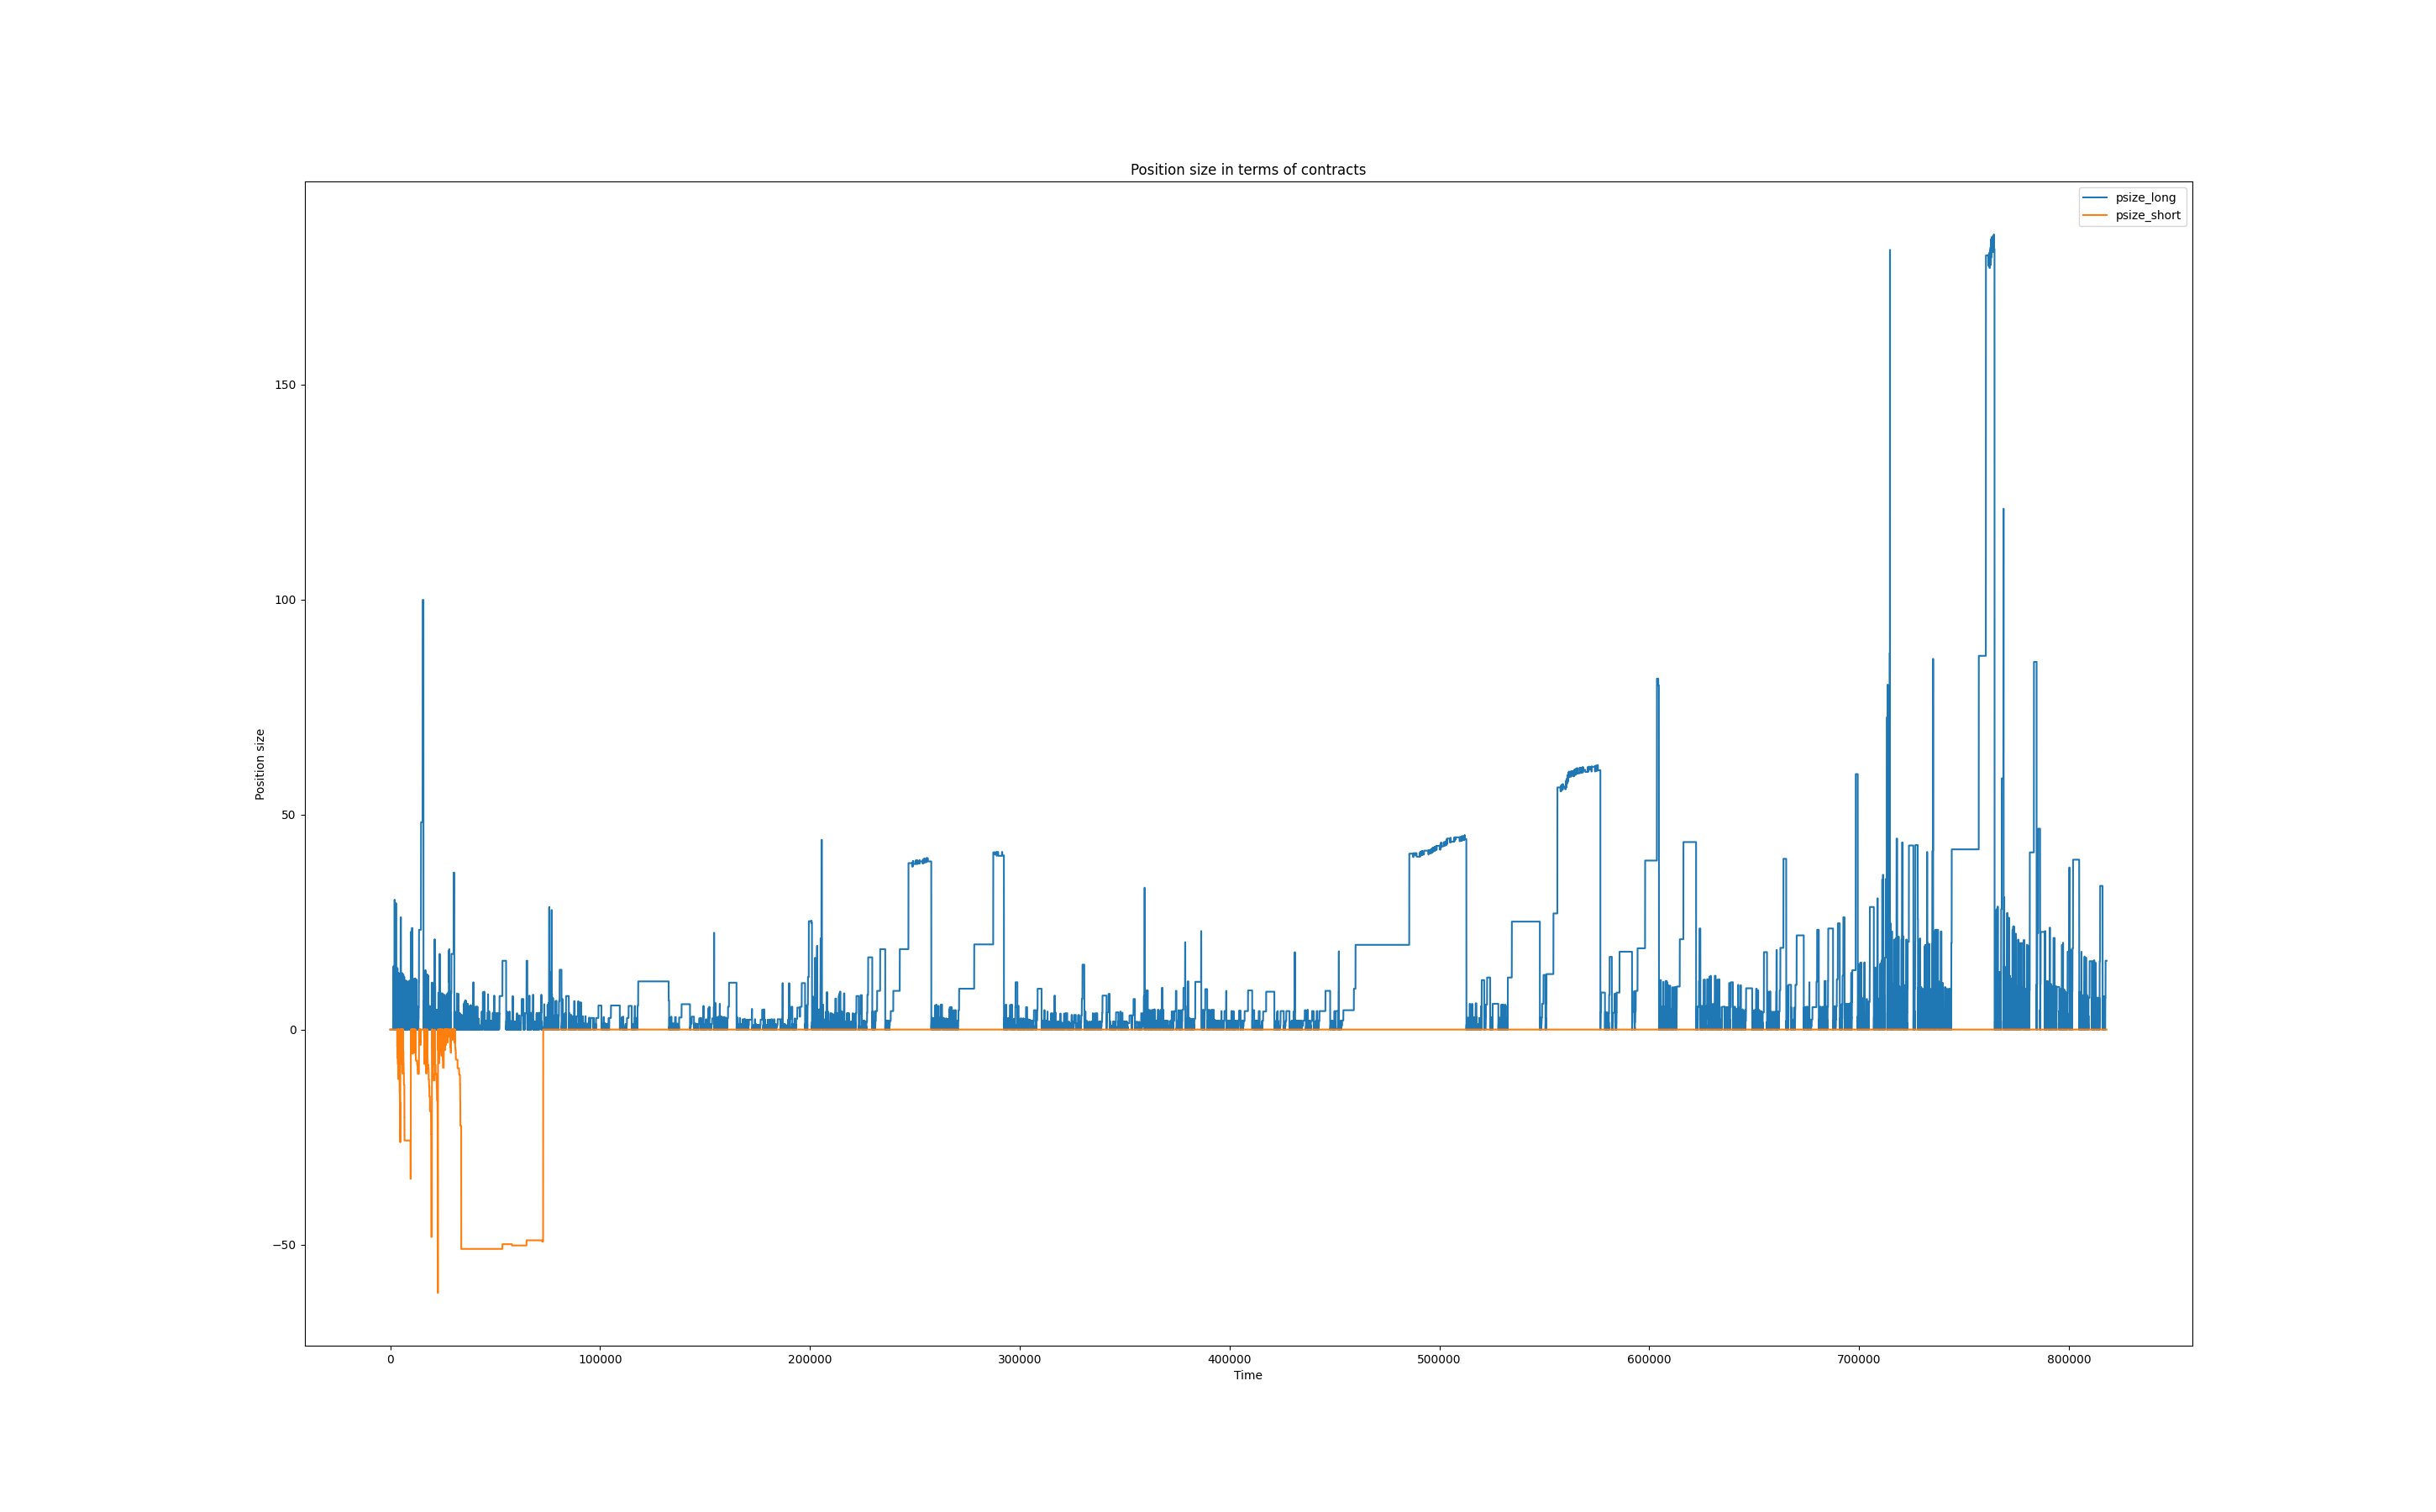 Position size in terms of contracts
psize_long
psize_short
Position size
150
100
50
0
−50
0
100000
200000
300000
400000
500000
600000
700000
800000
Time